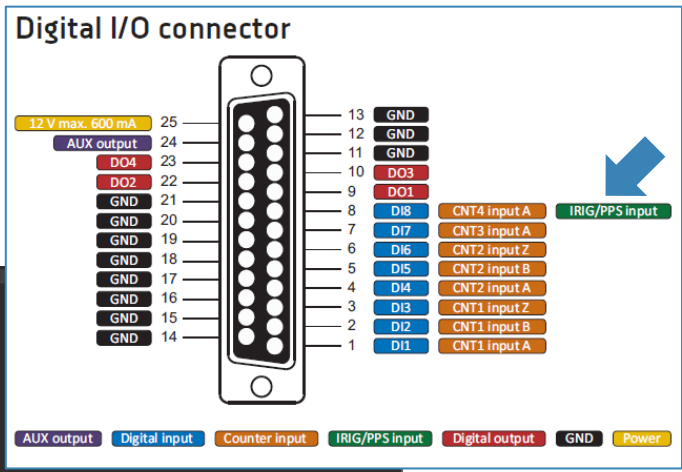 Digital I/O connector
12 V max. 600 mA 25
AUX output 24
DO4 23
DO2 22
GND 21
GND 20
GND 19
GND 18
GND 17
GND 16
GND 15
GND 14
13 GND
12 GND
11 GND
10 DO3
9 DO1
8 DI8 CNT4 input A IRIG/PPS input
7 DI7 CNT3 input A
6 DI6 CNT2 input Z
5 DI5 CNT2 input B
4 DI4 CNT2 input A
3 DI3 CNT1 input Z
2 DI2 CNT1 input B
1 DI1 CNT1 input A
AUX output Digital input Counter input IRIG/PPS input Digital output GND Power